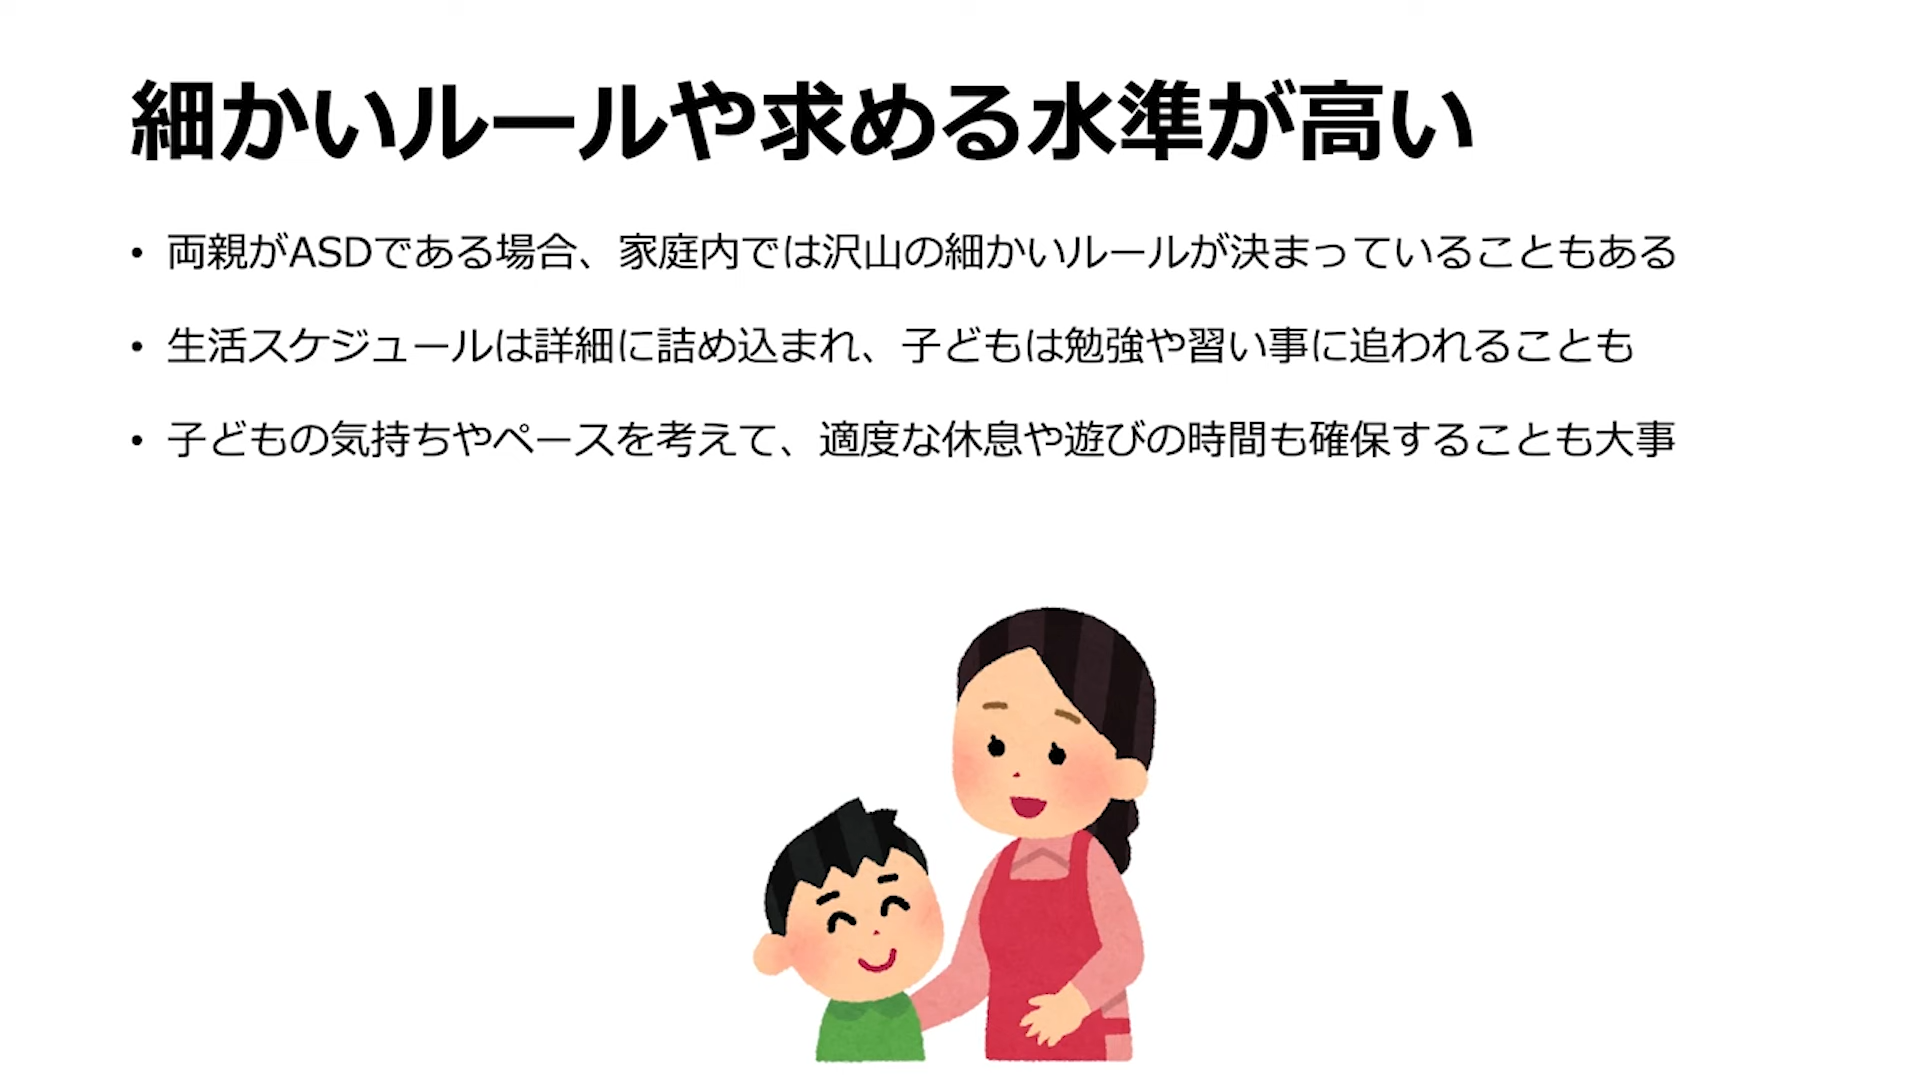 細かいルールや求める水準が高い
• 両親がASDである場合、家庭内では沢山の細かいルールが決まっていることもある
• 生活スケジュールは詳細に詰め込まれ、子どもは勉強や習い事に追われることも
• 子どもの気持ちやペースを考えて、適度な休息や遊びの時間も確保することも大事